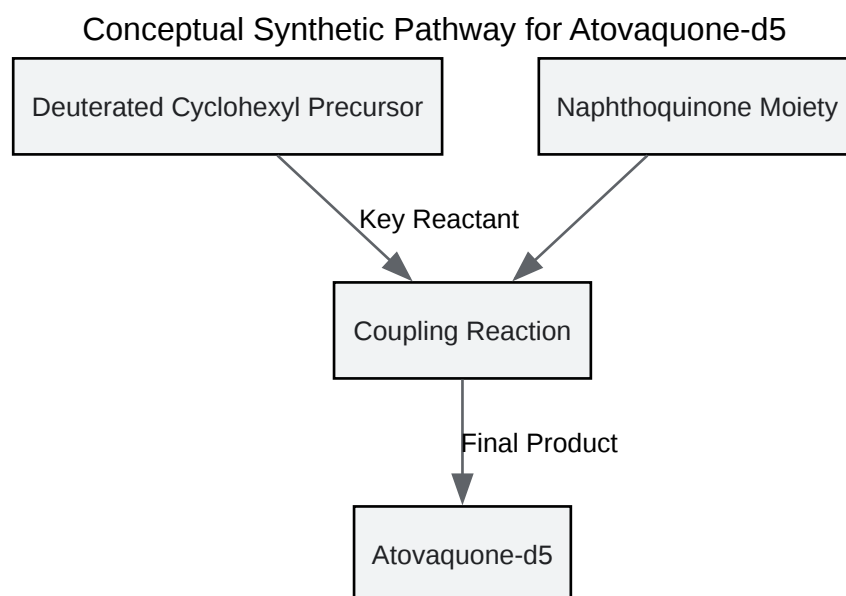 Conceptual Synthetic Pathway for Atovaquone-d5
Deuterated Cyclohexyl Precursor
Naphthoquinone Moiety
Key Reactant
Coupling Reaction
Final Product
Atovaquone-d5